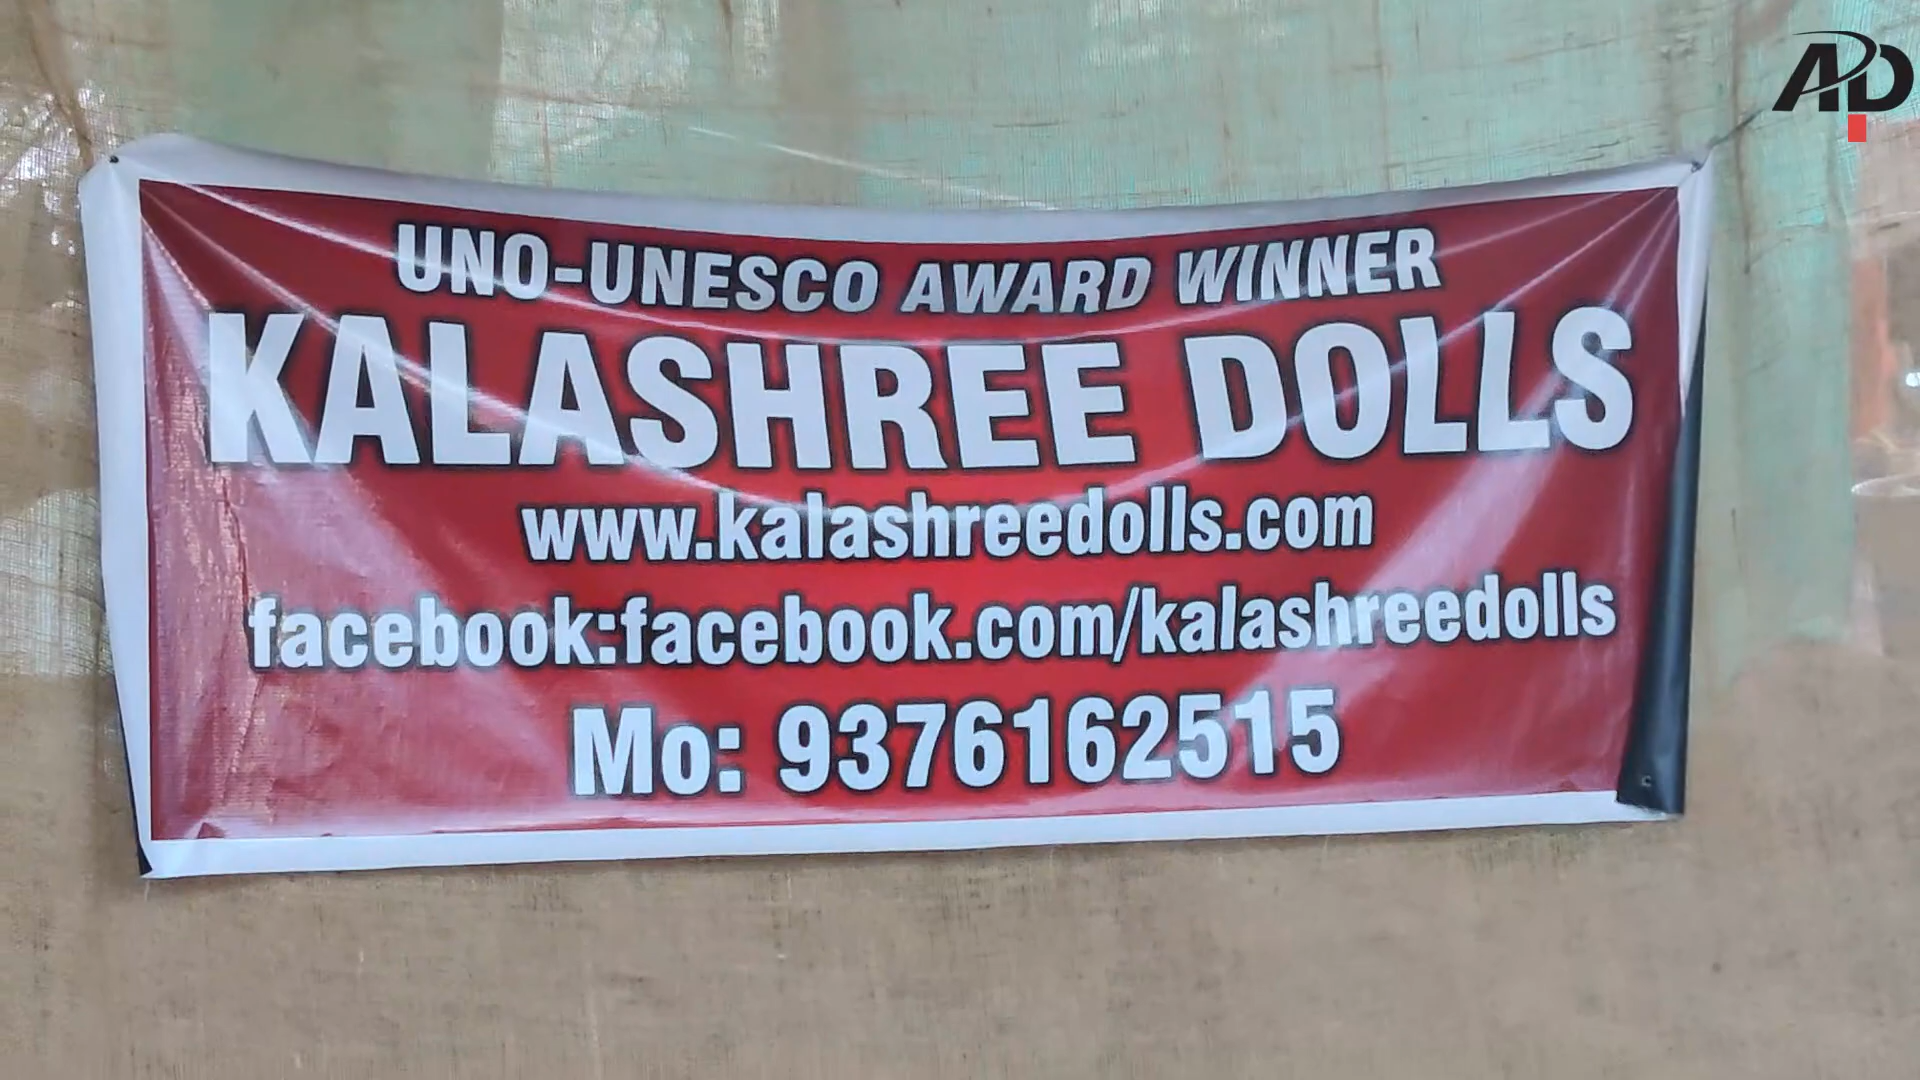 UNO-UNESCO AWARD WINNER
KALASHREE DOLLS
www.kalashreedolls.com
facebook:facebook.com/kalashreedolls
Mo: 9376162515
AP